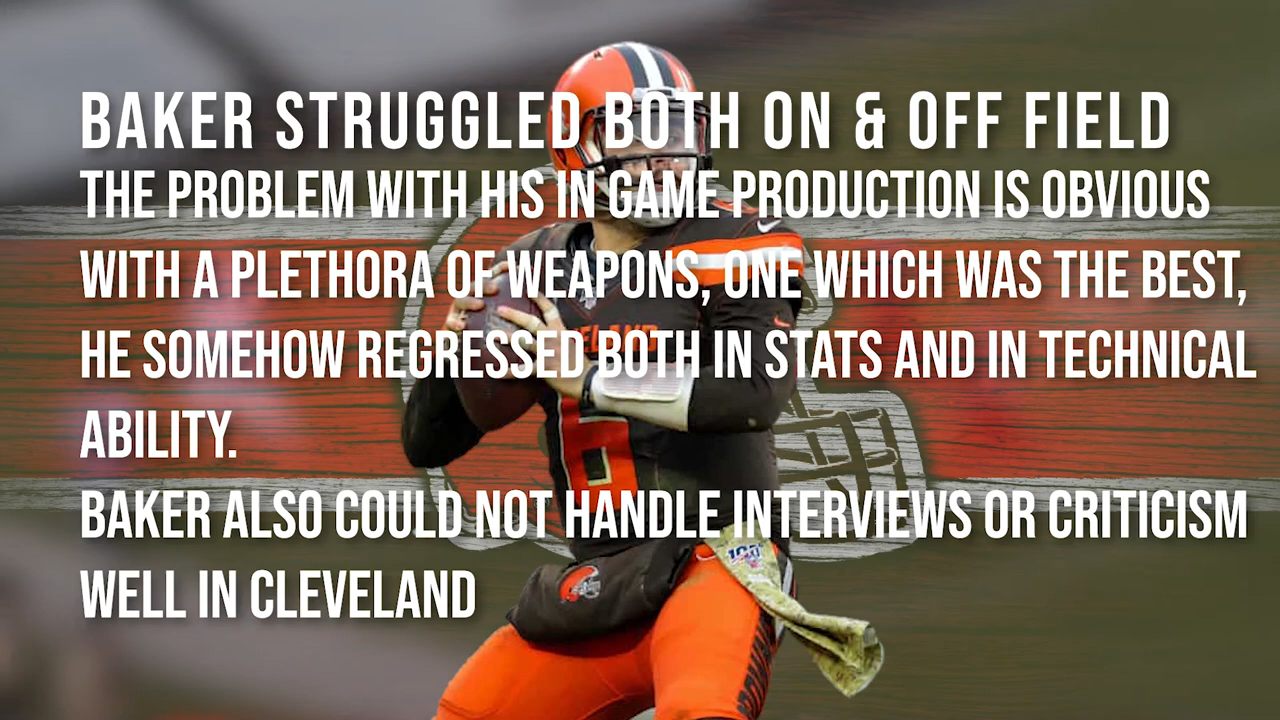 BAKER STRUGGLED BOTH ON & OFF FIELD
THE PROBLEM WITH HIS IN GAME PRODUCTION IS OBVIOUS
WITH A PLETHORA OF WEAPONS, ONE WHICH WAS THE BEST,
HE SOMEHOW REGRESSED BOTH IN STATS AND IN TECHNICAL
ABILITY.
BAKER ALSO COULD NOT HANDLE INTERVIEWS OR CRITICISM
WELL IN CLEVELAND
6
100